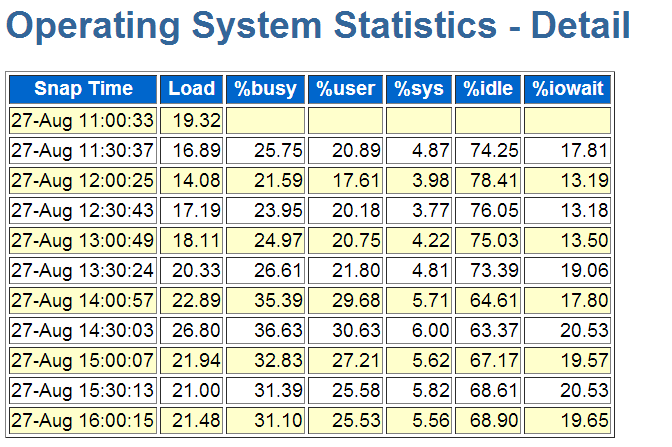 Operating System Statistics - Detail
Snap Time Load %busy %user %sys %idle %iowait
27-Aug 11:00:33 19.32
27-Aug 11:30:37 16.89 25.75 20.89 4.87 74.25 17.81
27-Aug 12:00:25 14.08 21.59 17.61 3.98 78.41 13.19
27-Aug 12:30:43 17.19 23.95 20.18 3.77 76.05 13.18
27-Aug 13:00:49 18.11 24.97 20.75 4.22 75.03 13.50
27-Aug 13:30:24 20.33 26.61 21.80 4.81 73.39 19.06
27-Aug 14:00:57 22.89 35.39 29.68 5.71 64.61 17.80
27-Aug 14:30:03 26.80 36.63 30.63 6.00 63.37 20.53
27-Aug 15:00:07 21.94 32.83 27.21 5.62 67.17 19.57
27-Aug 15:30:13 21.00 31.39 25.58 5.82 68.61 20.53
27-Aug 16:00:15 21.48 31.10 25.53 5.56 68.90 19.65